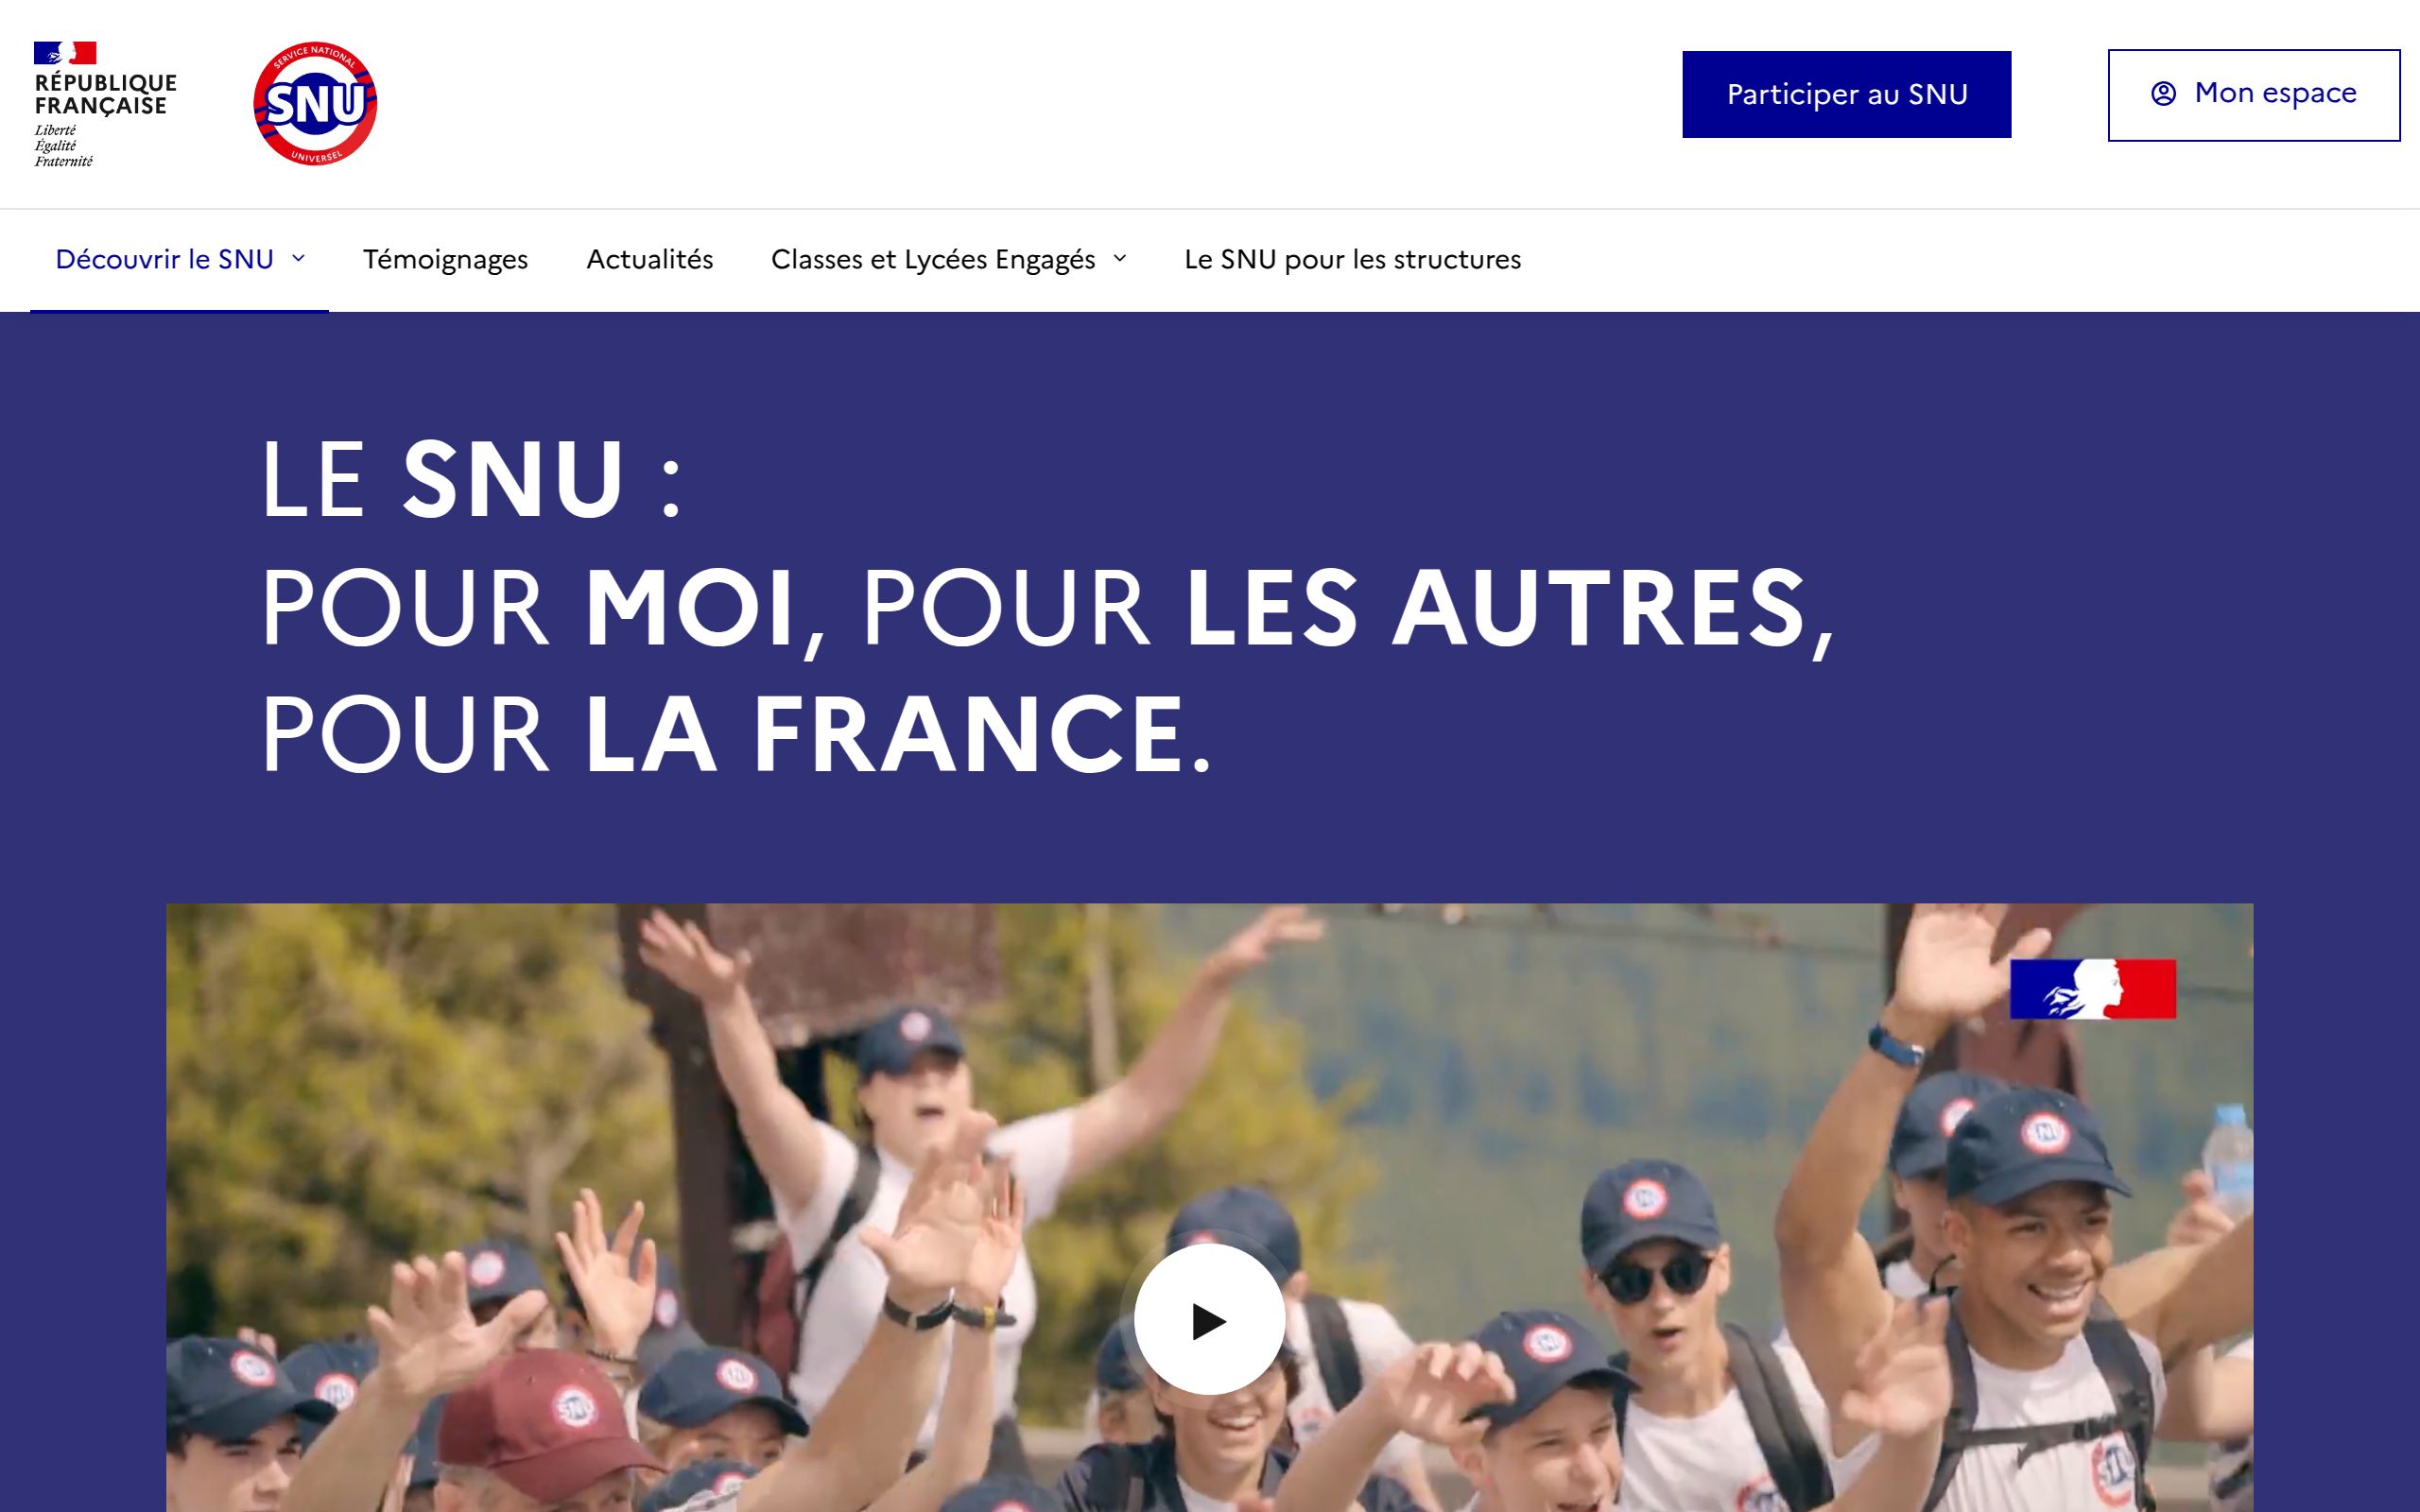 RÉPUBLIQUE
FRANÇAISE
Liberté
Égalité
Fraternité
SERVICE NATIONAL
SNU
UNIVERSEL
Participer au SNU
Mon espace
Découvrir le SNU
Témoignages
Actualités
Classes et Lycées Engagés
Le SNU pour les structures
LE SNU :
POUR MOI, POUR LES AUTRES,
POUR LA FRANCE.
SNU